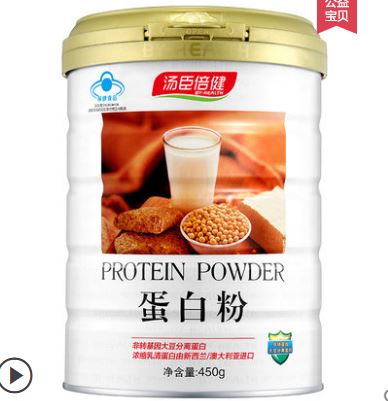 公益
宝贝
汤臣倍健
BY-HEALTH
保健食品
PROTEIN POWDER
蛋白粉
非转基因大豆分离蛋白
浓缩乳清蛋白由新西兰/澳大利亚进口
净含量:450g